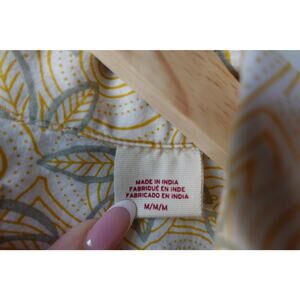 MADE IN INDIA
FABRIQUÉ EN INDE
FABRICADO EN INDIA
M/M/M